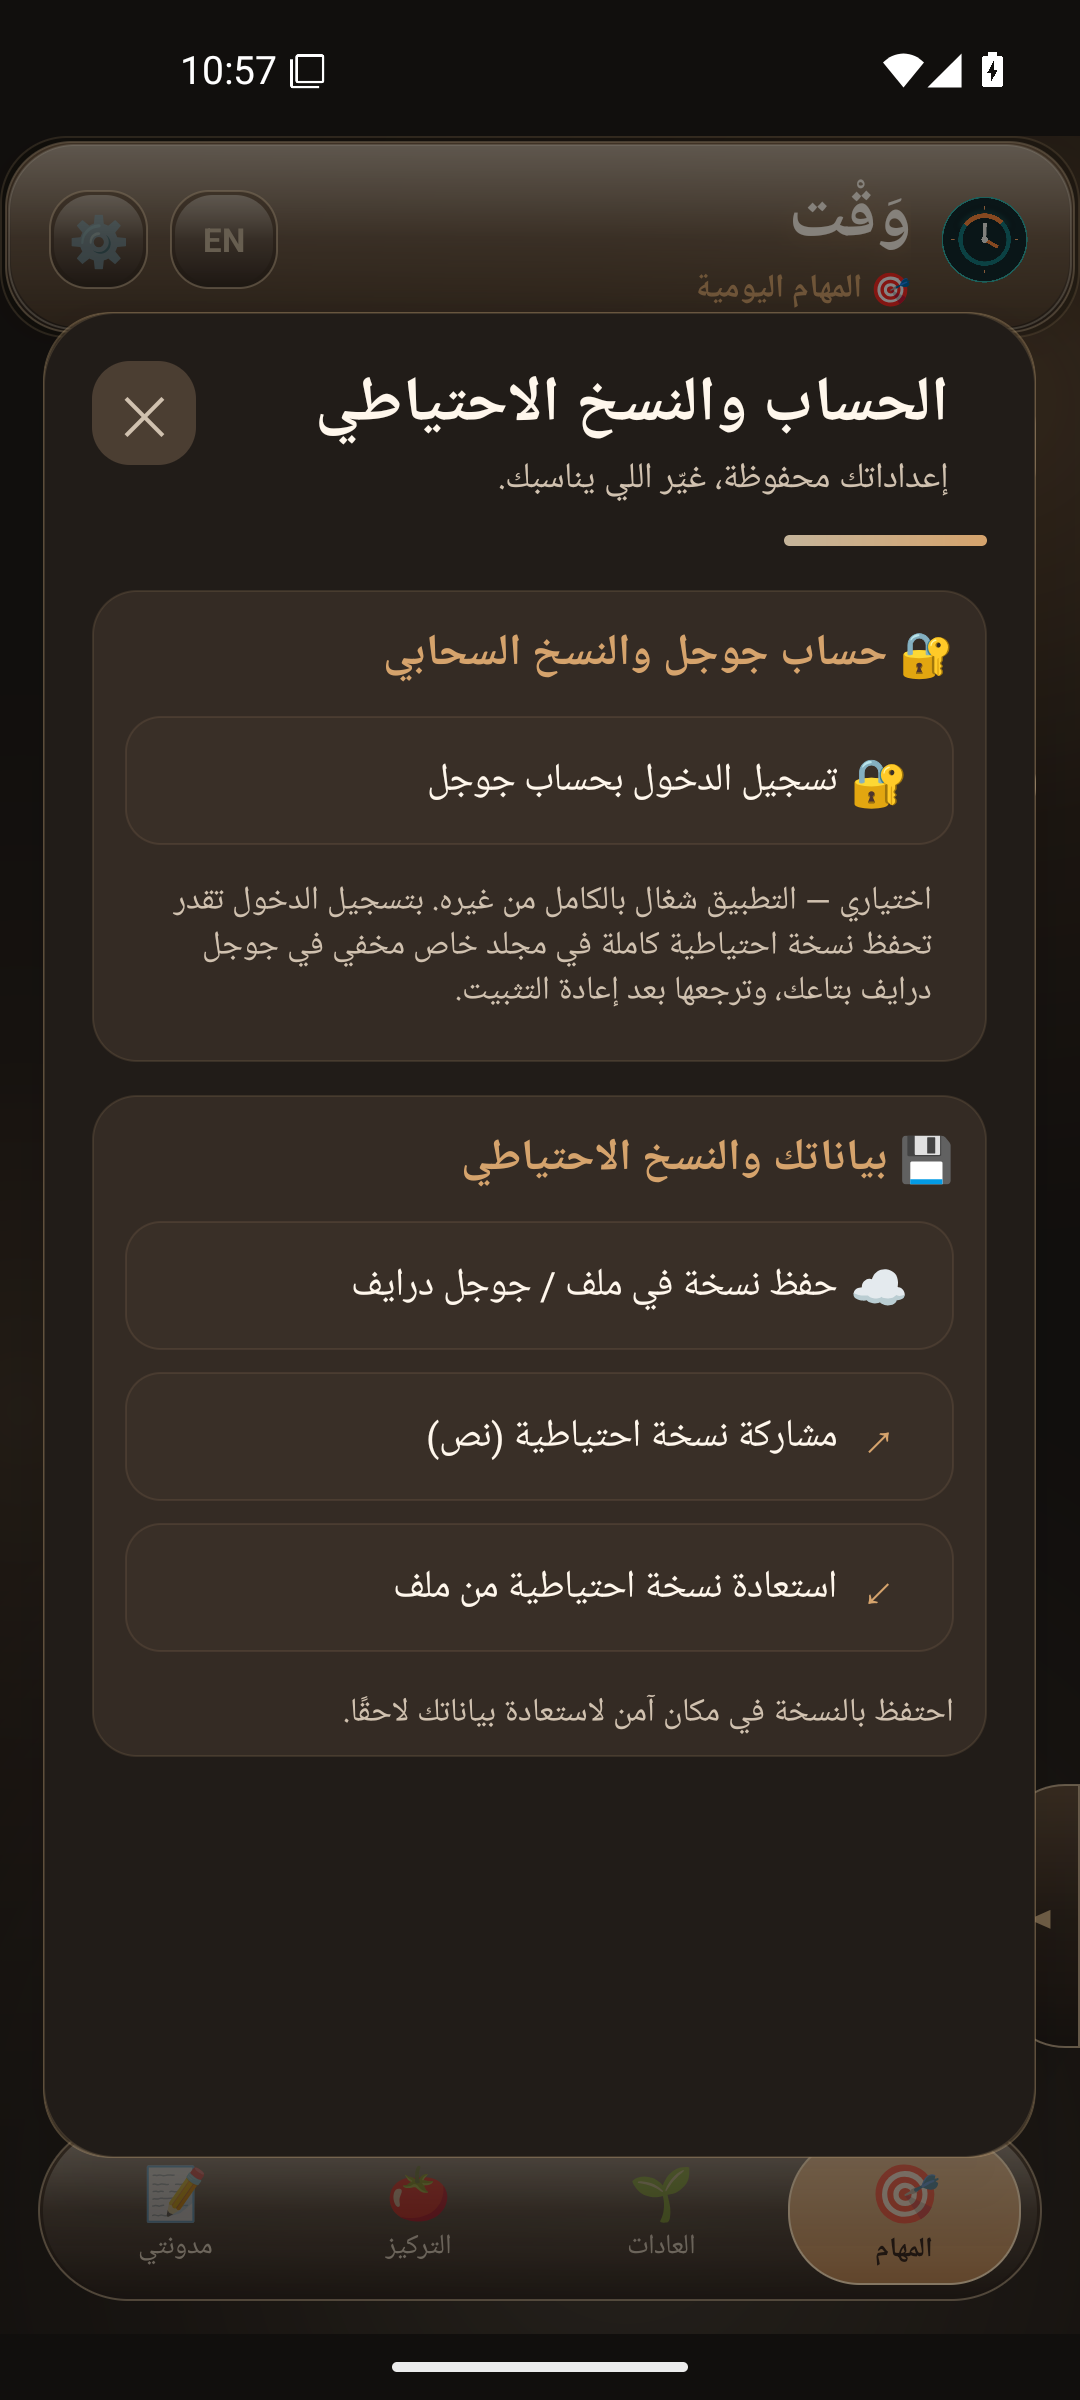 10:57
وَقْت
المهام اليومية
EN
الحساب والنسخ الاحتياطي
إعداداتك محفوظة، غيّر اللي يناسبك.
حساب جوجل والنسخ السحابي
تسجيل الدخول بحساب جوجل
اختياري — التطبيق شغال بالكامل من غيره. بتسجيل الدخول تقدر
تحفظ نسخة احتياطية كاملة في مجلد خاص مخفي في جوجل
درايف بتاعك، وترجعها بعد إعادة التثبيت.
بياناتك والنسخ الاحتياطي
حفظ نسخة في ملف / جوجل درايف
مشاركة نسخة احتياطية (نص)
استعادة نسخة احتياطية من ملف
احتفظ بالنسخة في مكان آمن لاستعادة بياناتك لاحقًا.
المهام
العادات
التركيز
مدونتي